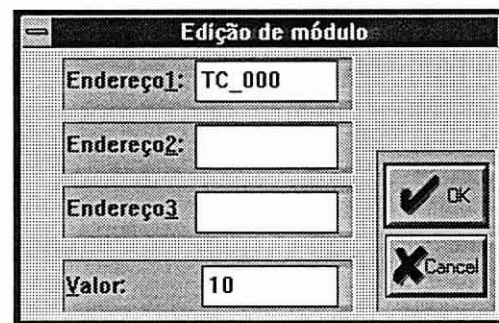 Edição de módulo
Endereço1: TC_000
Endereço2:
Endereço3
Valor: 10
OK
Cancel